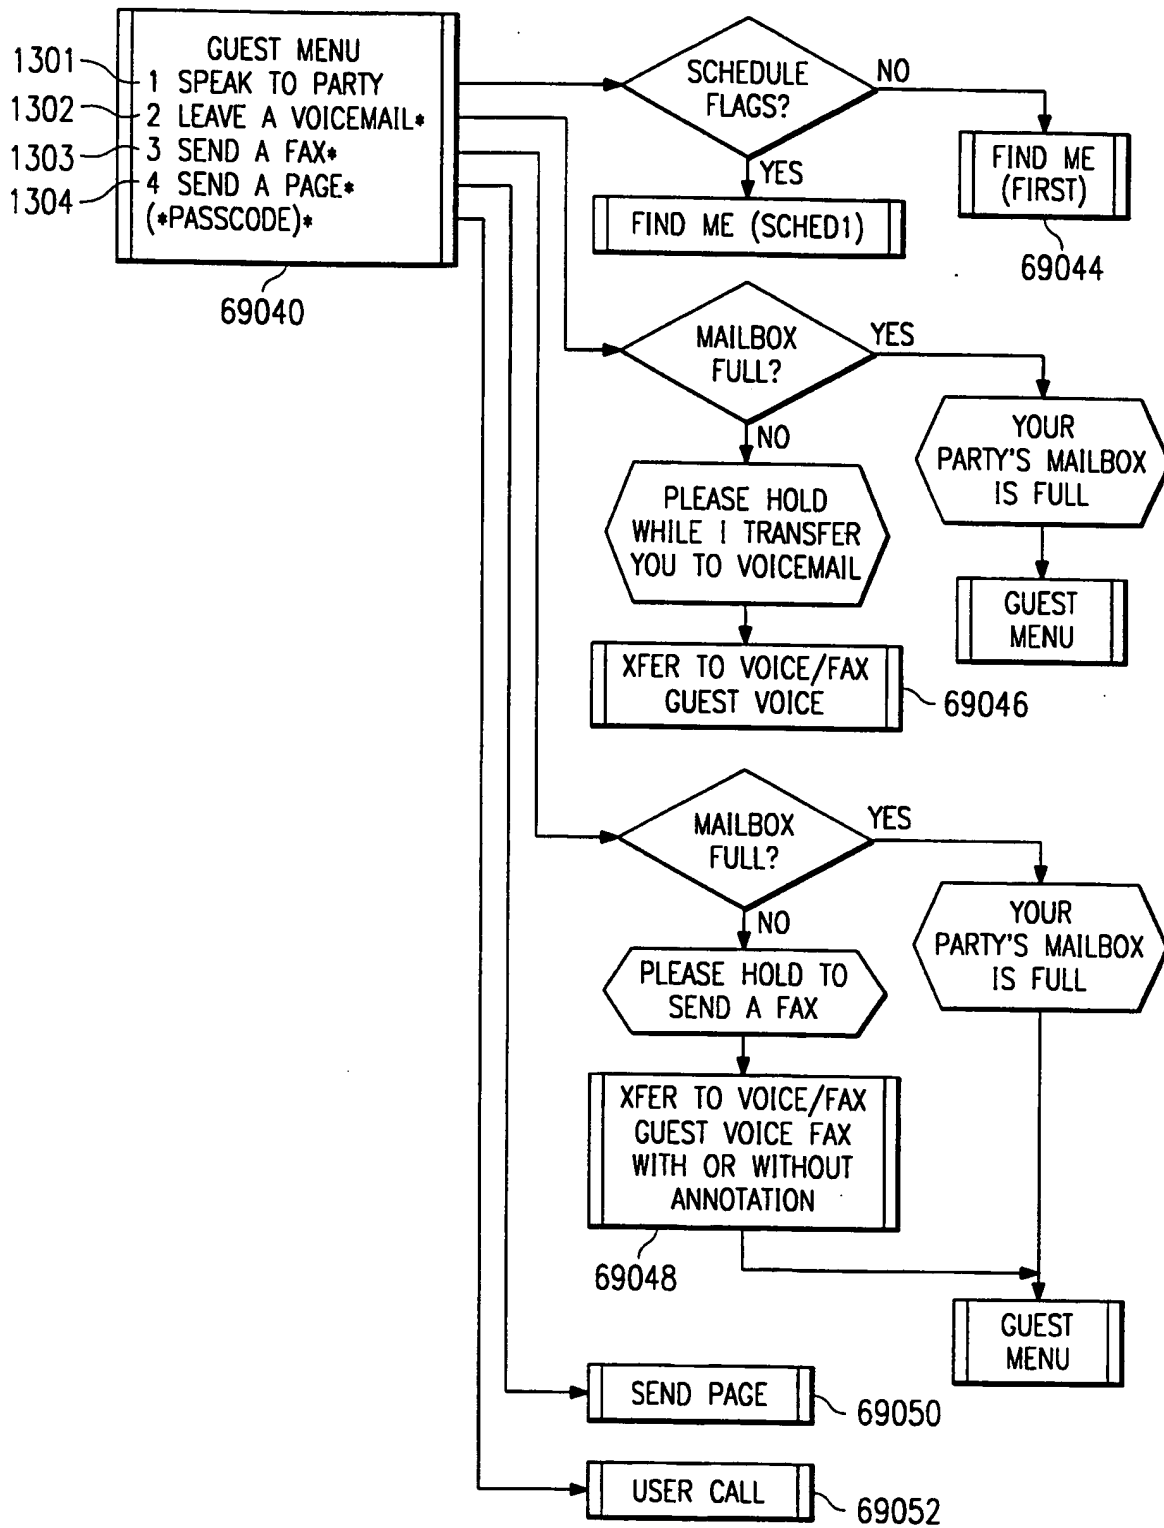 GUEST MENU
1301
1 SPEAK TO PARTY
1302
2 LEAVE A VOICEMAIL*
1303
3 SEND A FAX*
1304
4 SEND A PAGE*
(*PASSCODE)*
69040
SCHEDULE
FLAGS?
NO
YES
FIND ME (SCHED1)
FIND ME
(FIRST)
69044
MAILBOX
FULL?
YES
NO
YOUR
PARTY'S MAILBOX
IS FULL
PLEASE HOLD
WHILE I TRANSFER
YOU TO VOICEMAIL
GUEST
MENU
XFER TO VOICE/FAX
GUEST VOICE
69046
MAILBOX
FULL?
YES
NO
YOUR
PARTY'S MAILBOX
IS FULL
PLEASE HOLD TO
SEND A FAX
XFER TO VOICE/FAX
GUEST VOICE FAX
WITH OR WITHOUT
ANNOTATION
69048
GUEST
MENU
SEND PAGE
69050
USER CALL
69052